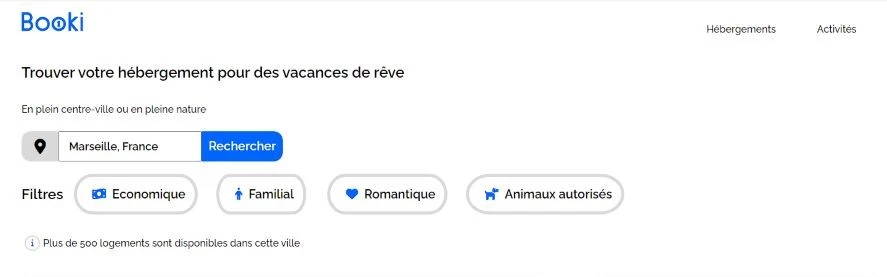 Booki
Hébergements Activités
Trouver votre hébergement pour des vacances de rêve
En plein centre-ville ou en pleine nature
Marseille, France Rechercher
Filtres Economique Familial Romantique Animaux autorisés
i Plus de 500 logements sont disponibles dans cette ville